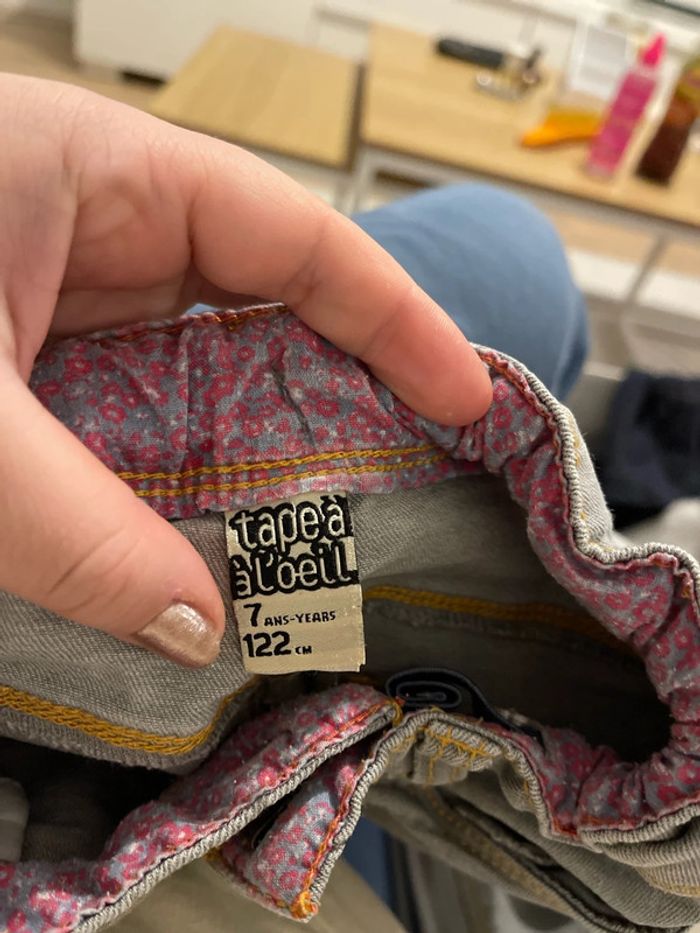 tape à
à l'oeil
7 ANS-YEARS
122 CM